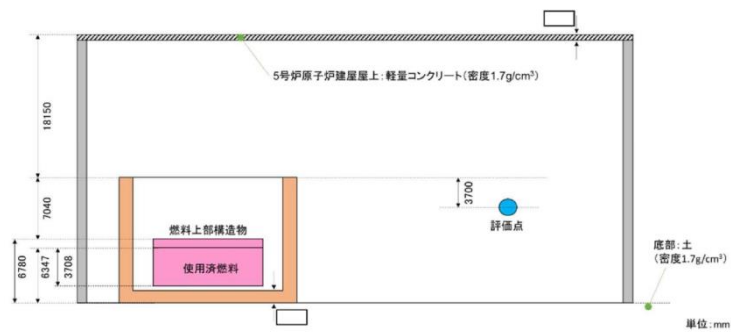 5号炉原子炉建屋屋上：軽量コンクリート(密度1.7g/cm³)
18150
7040
3700
評価点
燃料上部構造物
使用済燃料
6780
6347
3708
底部：土
(密度1.7g/cm³)
単位：mm